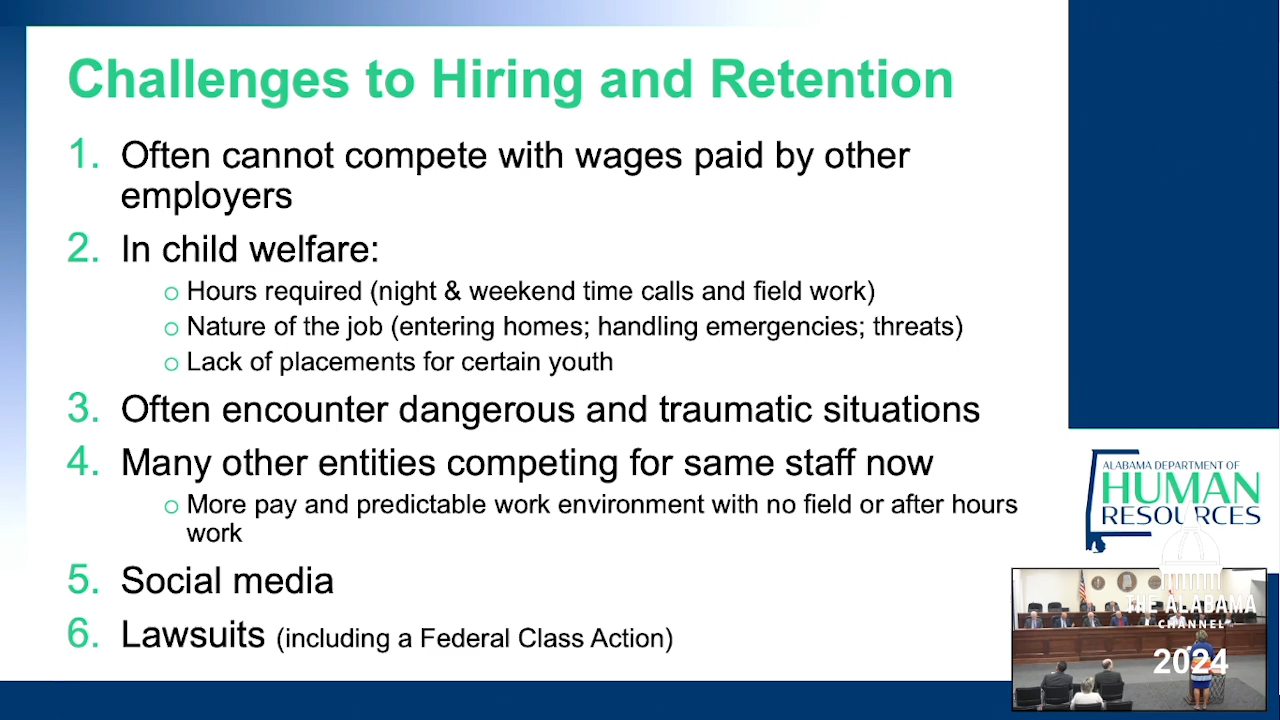 Challenges to Hiring and Retention
1. Often cannot compete with wages paid by other
employers
2. In child welfare:
o Hours required (night & weekend time calls and field work)
o Nature of the job (entering homes; handling emergencies; threats)
o Lack of placements for certain youth
3. Often encounter dangerous and traumatic situations
4. Many other entities competing for same staff now
o More pay and predictable work environment with no field or after hours
work
5. Social media
6. Lawsuits (including a Federal Class Action)
ALABAMA DEPARTMENT OF
HUMAN
RESOURCES
THE ALABAMA
CHANNEL
2024